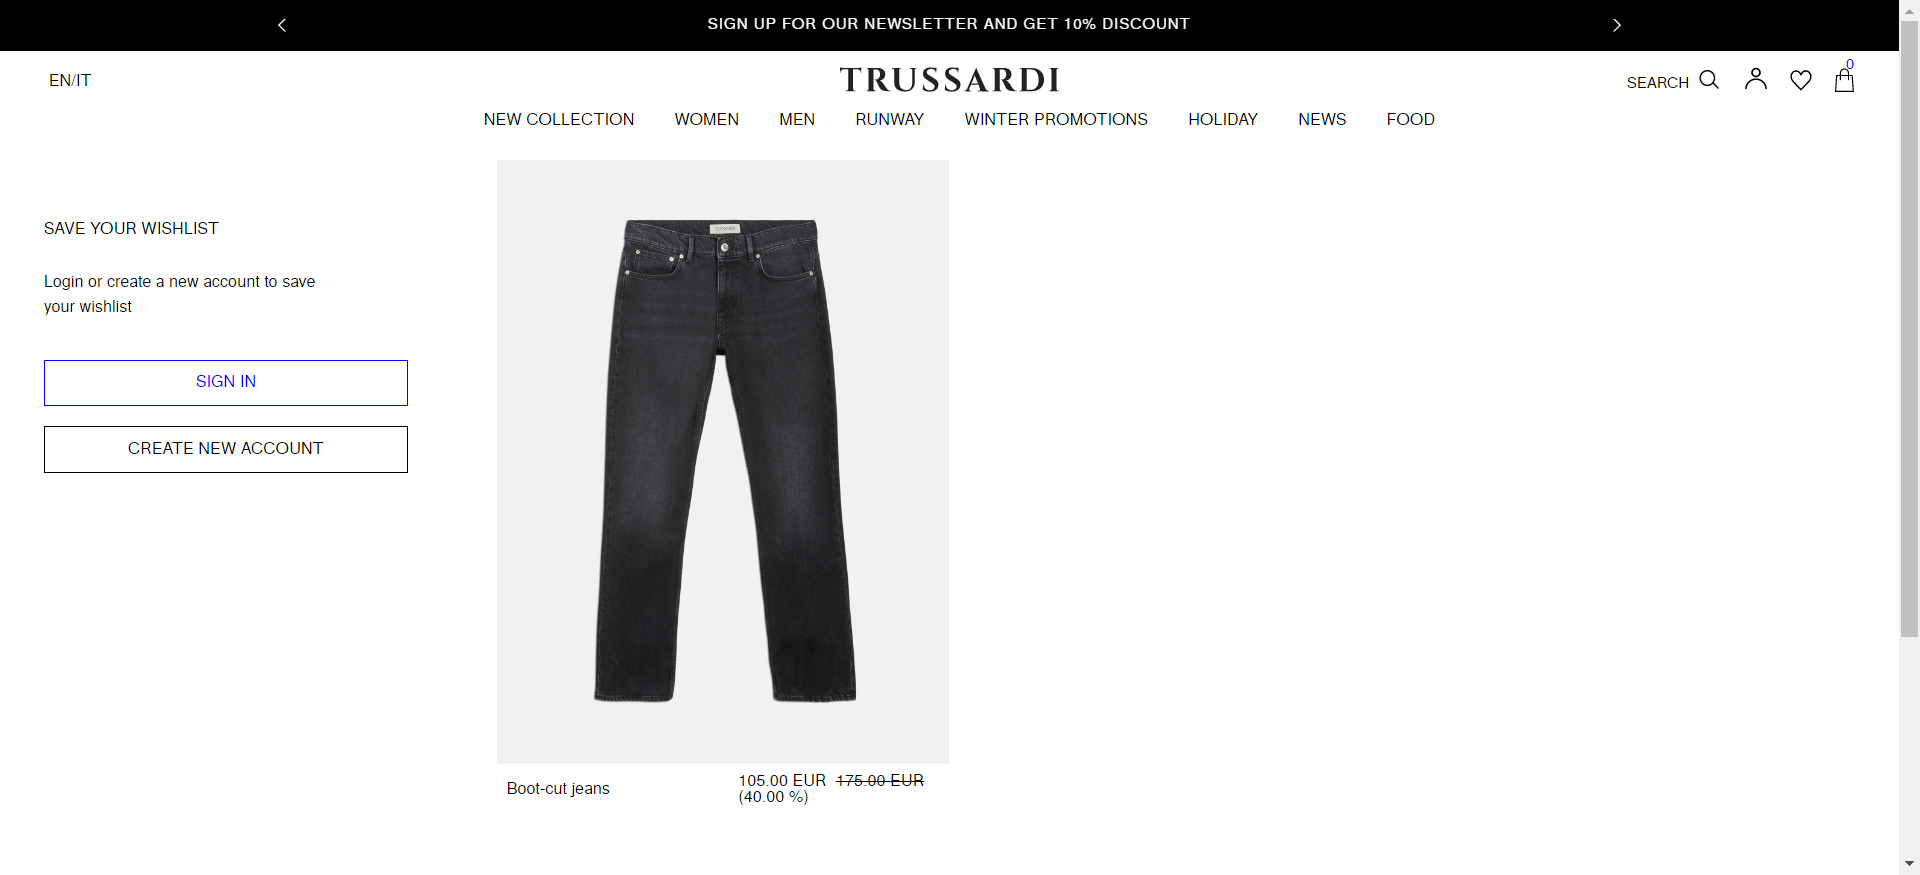 SIGN UP FOR OUR NEWSLETTER AND GET 10% DISCOUNT
EN/IT
TRUSSARDI
SEARCH
0
NEW COLLECTION WOMEN MEN RUNWAY WINTER PROMOTIONS HOLIDAY NEWS FOOD
SAVE YOUR WISHLIST
Login or create a new account to save
your wishlist
SIGN IN
CREATE NEW ACCOUNT
TRUSSARDI
Boot-cut jeans
105.00 EUR 175.00 EUR
(40.00 %)